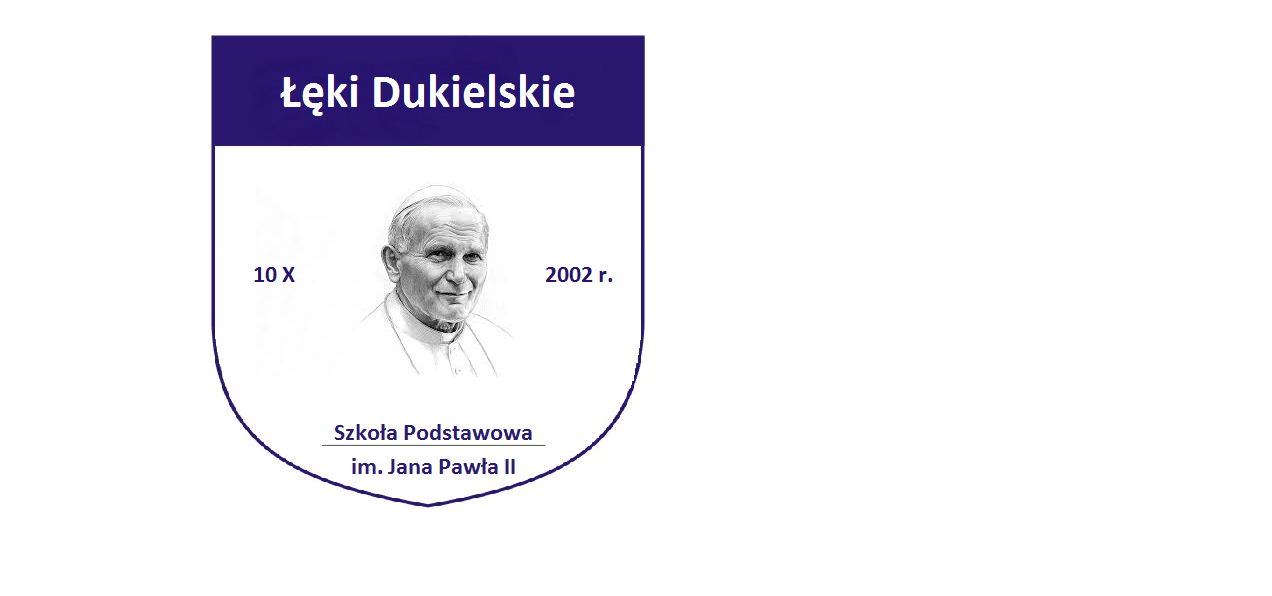 Łęki Dukielskie
10 X
2002 r.
Szkoła Podstawowa
im. Jana Pawła II